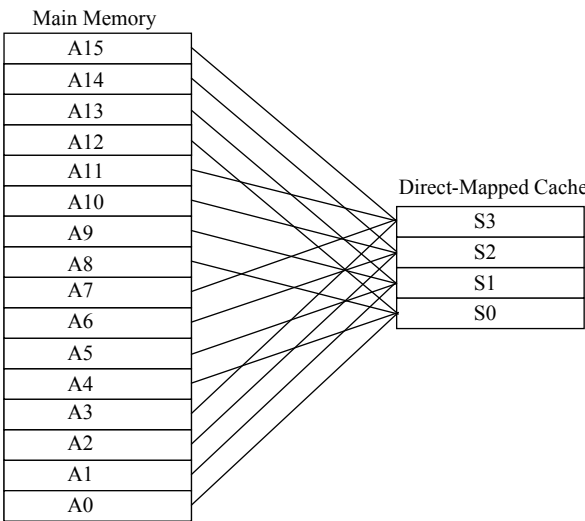 Main Memory
A15
A14
A13
A12
A11
A10
A9
A8
A7
A6
A5
A4
A3
A2
A1
A0
Direct-Mapped Cache
S3
S2
S1
S0